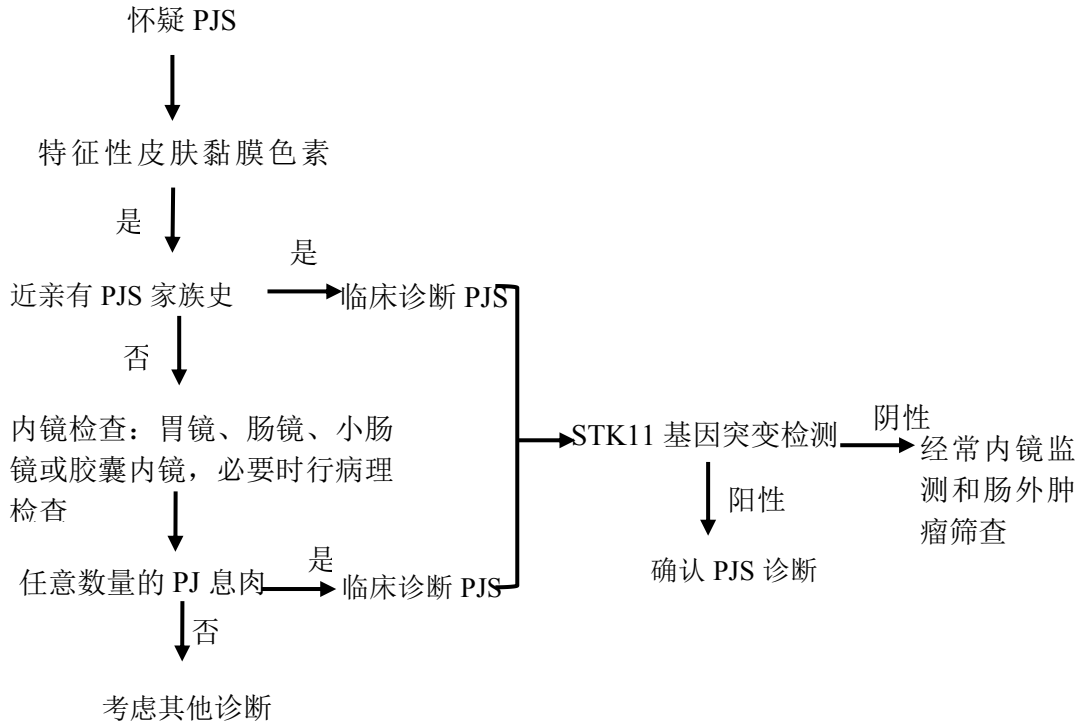 怀疑 PJS
特征性皮肤黏膜色素
是
近亲有 PJS 家族史
是
临床诊断 PJS
否
内镜检查：胃镜、肠镜、小肠
镜或胶囊内镜，必要时行病理
检查
任意数量的 PJ 息肉
是
临床诊断 PJS
否
考虑其他诊断
STK11 基因突变检测
阴性
经常内镜监
测和肠外肿
瘤筛查
阳性
确认 PJS 诊断